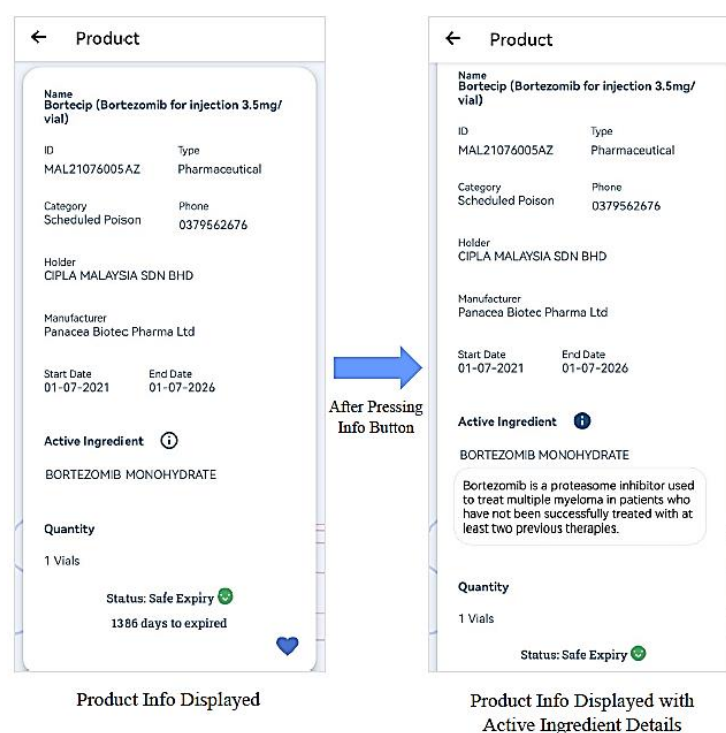 ← Product
Name
Bortecip (Bortezomib for injection 3.5mg/
vial)
ID Type
MAL21076005AZ Pharmaceutical
Category Phone
Scheduled Poison 0379562676
Holder
CIPLA MALAYSIA SDN BHD
Manufacturer
Panacea Biotec Pharma Ltd
Start Date End Date
01-07-2021 01-07-2026
Active Ingredient
BORTEZOMIB MONOHYDRATE
Quantity
1 Vials
Status: Safe Expiry
1386 days to expired
Product Info Displayed
After Pressing
Info Button
← Product
Name
Bortecip (Bortezomib for injection 3.5mg/
vial)
ID Type
MAL21076005AZ Pharmaceutical
Category Phone
Scheduled Poison 0379562676
Holder
CIPLA MALAYSIA SDN BHD
Manufacturer
Panacea Biotec Pharma Ltd
Start Date End Date
01-07-2021 01-07-2026
Active Ingredient
BORTEZOMIB MONOHYDRATE
Bortezomib is a proteasome inhibitor used
to treat multiple myeloma in patients who
have not been successfully treated with at
least two previous therapies.
Quantity
1 Vials
Status: Safe Expiry
Product Info Displayed with
Active Ingredient Details